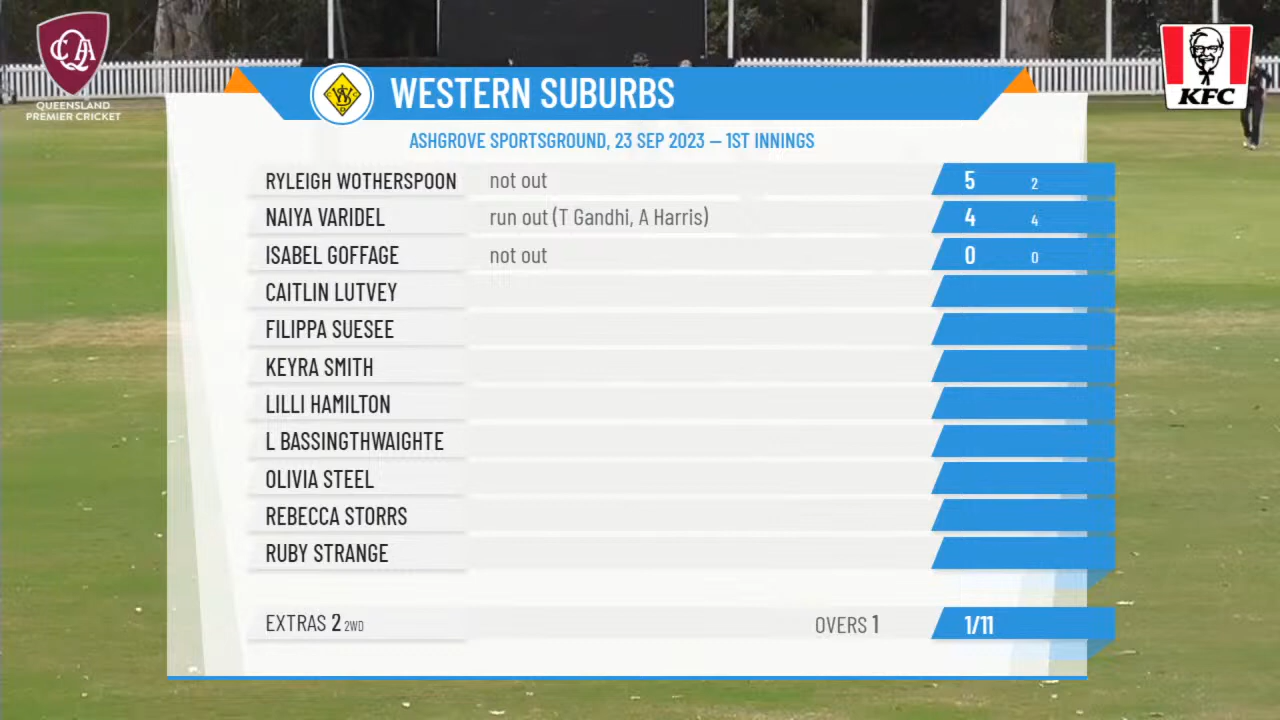 QUEENSLAND
PREMIER CRICKET
KFC
WESTERN SUBURBS
ASHGROVE SPORTSGROUND, 23 SEP 2023 – 1ST INNINGS
RYLEIGH WOTHERSPOON not out 5 2
NAIYA VARIDEL run out (T Gandhi, A Harris) 4 4
ISABEL GOFFAGE not out 0 0
CAITLIN LUTVEY
FILIPPA SUESEE
KEYRA SMITH
LILLI HAMILTON
L BASSINGTHWAIGHTE
OLIVIA STEEL
REBECCA STORRS
RUBY STRANGE
EXTRAS 2 2WD OVERS 1 1/11